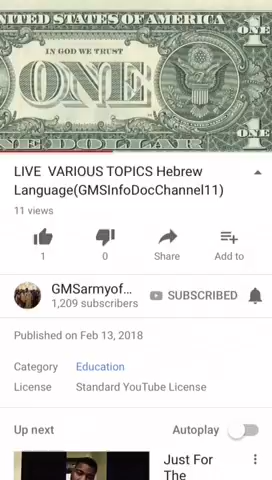 UNITED STATES OF AMERICA
ONE
IN GOD WE TRUST
ONE
ONE
ONE DOLLAR
LIVE VARIOUS TOPICS Hebrew
Language(GMSInfoDocChannel11)
11 views
1
0
Share
Add to
GMSarmyof...
1,209 subscribers
SUBSCRIBED
Published on Feb 13, 2018
Category
Education
License
Standard YouTube License
Up next
Autoplay
Just For
The